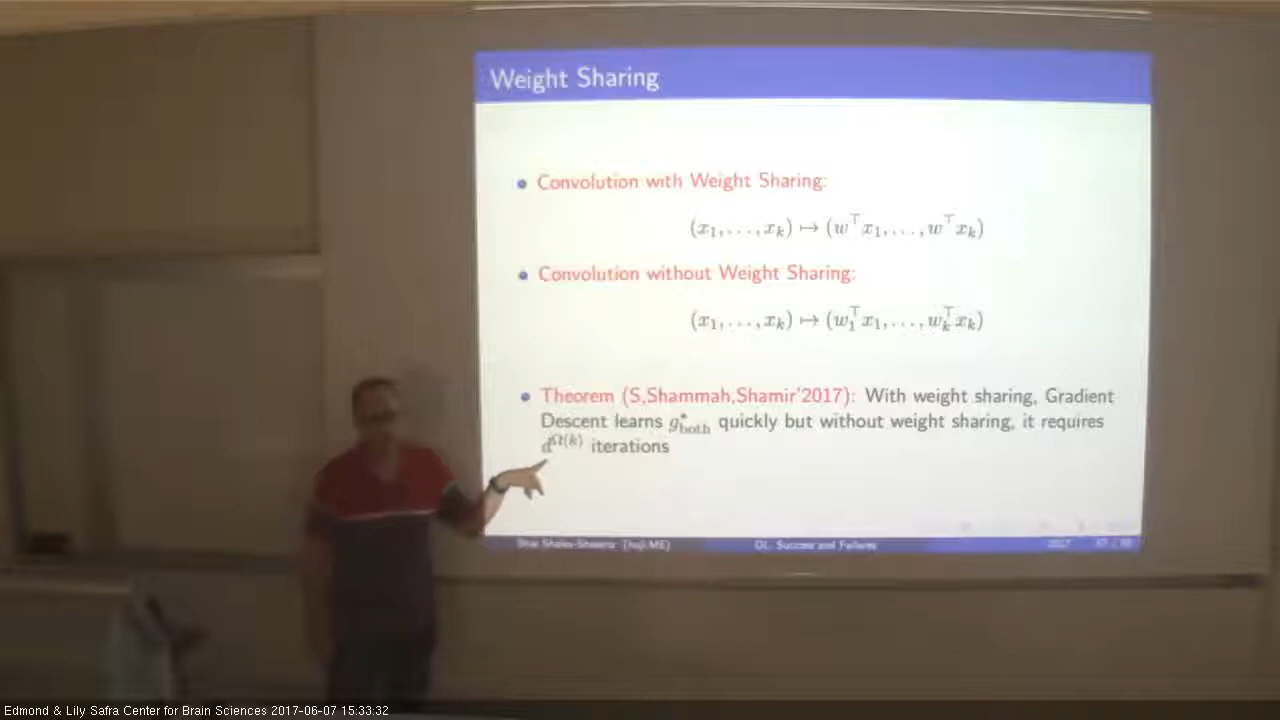 Weight Sharing
Convolution with Weight Sharing:
(x₁, . . . , xₖ) ↦ (w⊤x₁, . . . , w⊤xₖ)
Convolution without Weight Sharing:
(x₁, . . . , xₖ) ↦ (w₁⊤x₁, . . . , wₖ⊤xₖ)
Theorem (S,Shammah,Shamir'2017): With weight sharing, Gradient
Descent learns g*both quickly but without weight sharing, it requires
d^Ω(k) iterations
Shai Shalev-Shwartz (huji,ME) DL: Success and Failures 2017
Edmond & Lily Safra Center for Brain Sciences 2017-06-07 15:33:32